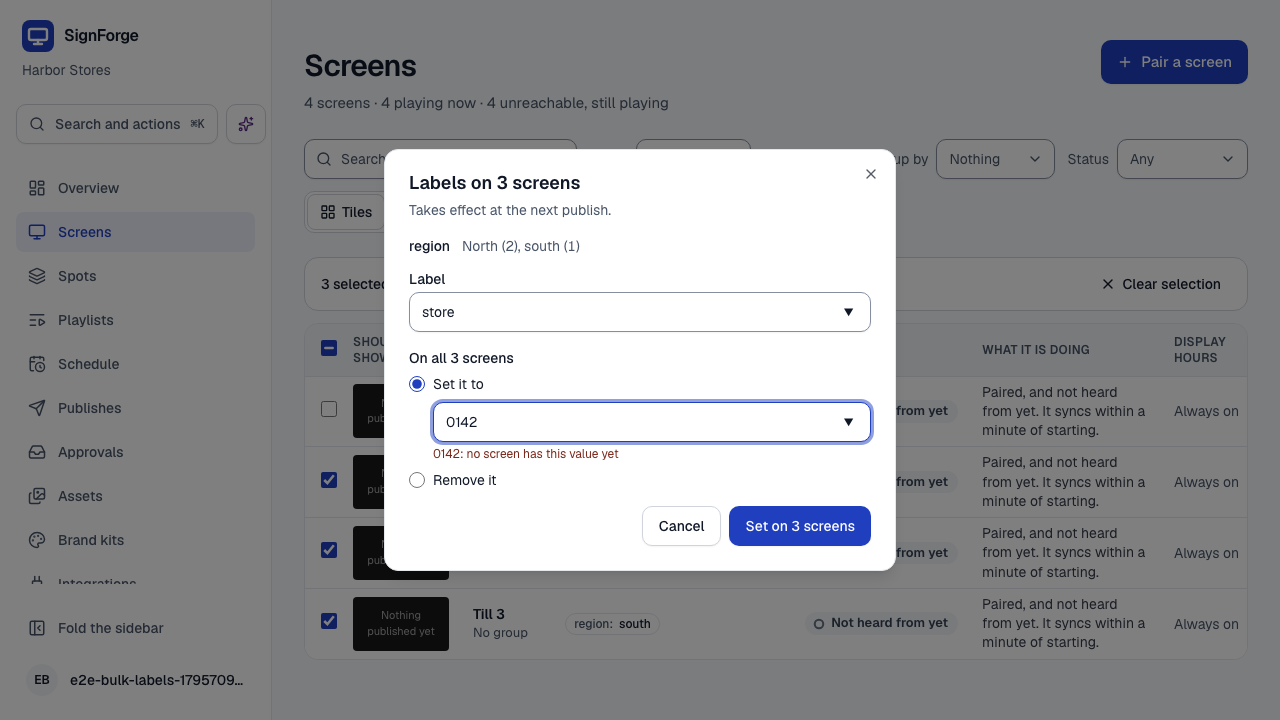 SignForge
Harbor Stores
Search and actions ⌘K
Overview
Screens
Spots
Playlists
Schedule
Publishes
Approvals
Assets
Brand kits
Integrations
Fold the sidebar
EB
e2e-bulk-labels-1795709...
Screens
4 screens · 4 playing now · 4 unreachable, still playing
Pair a screen
Search
up by
Nothing
Status
Any
Tiles
3 selected
Clear selection
Labels on 3 screens
Takes effect at the next publish.
region North (2), south (1)
Label
store
On all 3 screens
Set it to
0142
0142: no screen has this value yet
Remove it
Cancel
Set on 3 screens
WHAT IT IS DOING
DISPLAY
HOURS
from yet
Paired, and not heard
from yet. It syncs within a
minute of starting.
Always on
from yet
Paired, and not heard
from yet. It syncs within a
minute of starting.
Always on
from yet
Paired, and not heard
from yet. It syncs within a
minute of starting.
Always on
Nothing
published yet
Till 3
No group
region: south
Not heard from yet
Paired, and not heard
from yet. It syncs within a
minute of starting.
Always on